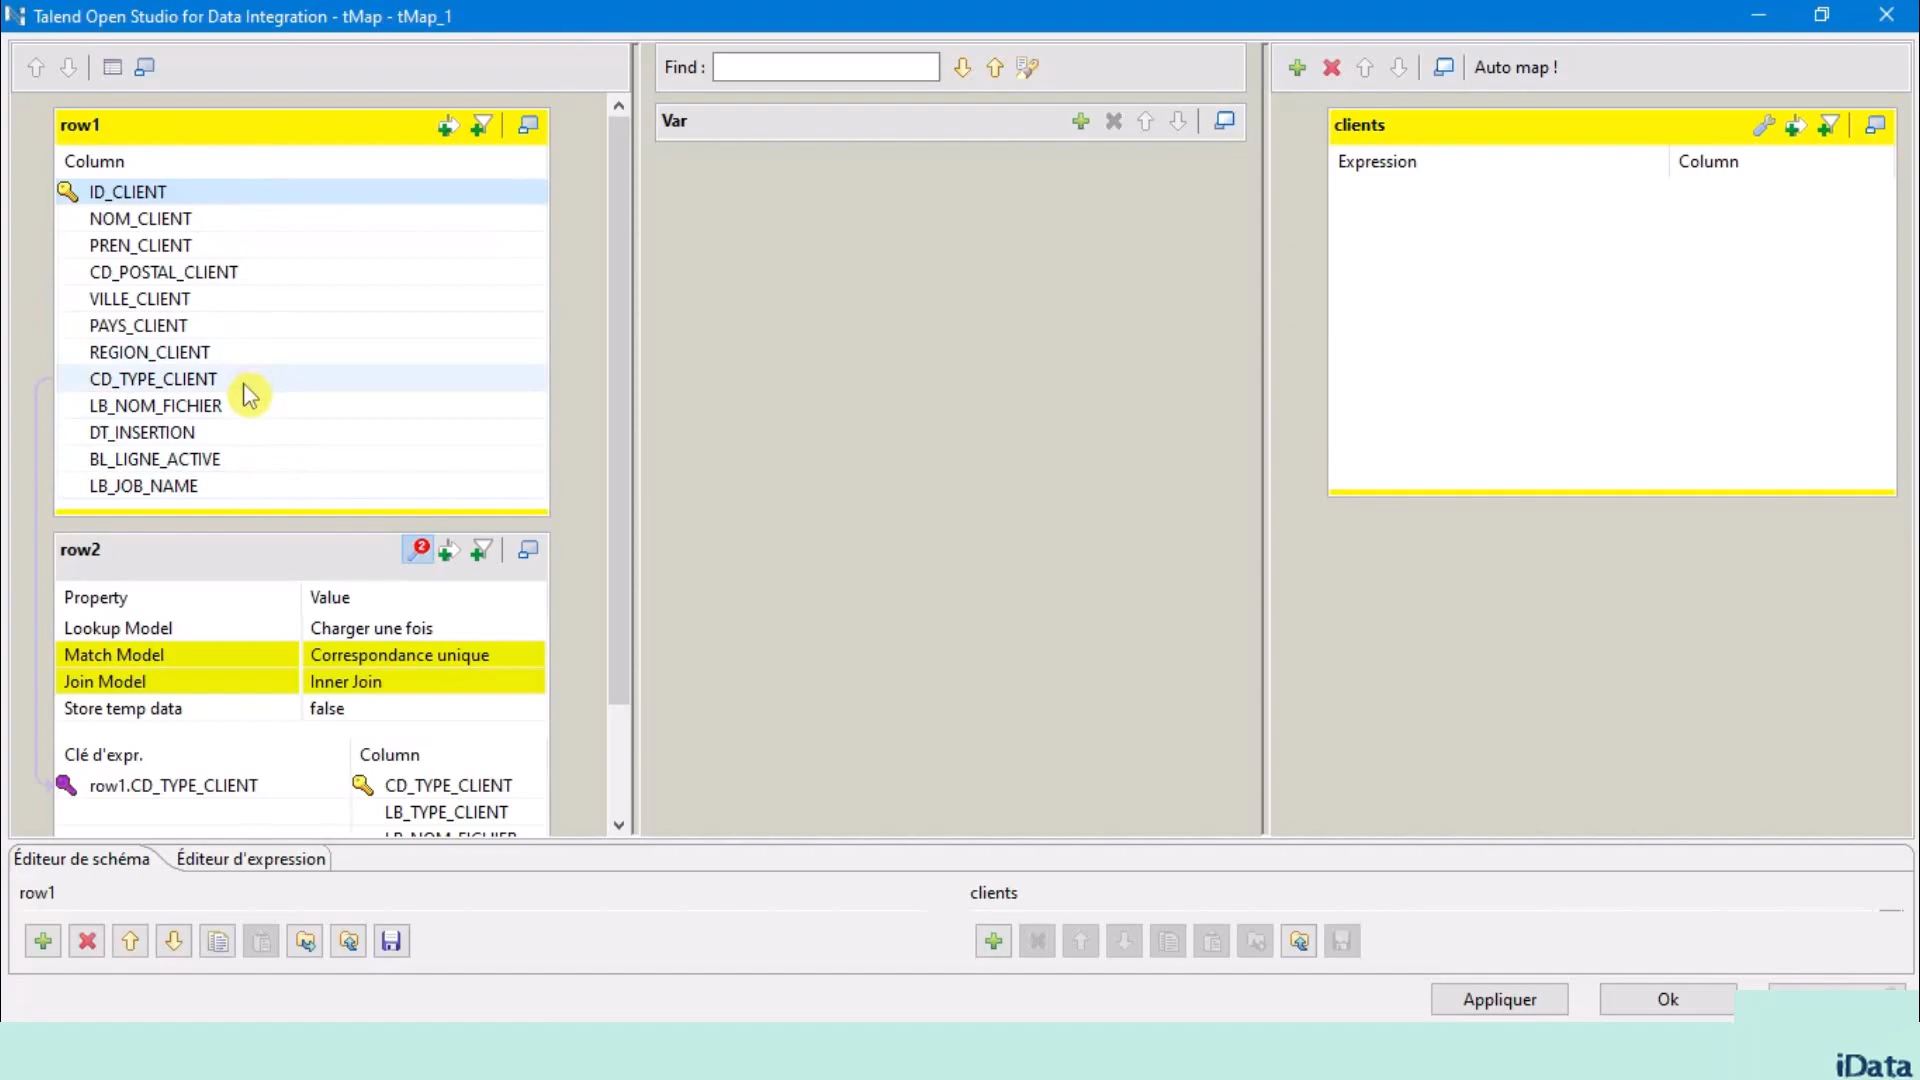 Talend Open Studio for Data Integration - tMap - tMap_1
Find :
Auto map !
row1
Column
ID_CLIENT
NOM_CLIENT
PREN_CLIENT
CD_POSTAL_CLIENT
VILLE_CLIENT
PAYS_CLIENT
REGION_CLIENT
CD_TYPE_CLIENT
LB_NOM_FICHIER
DT_INSERTION
BL_LIGNE_ACTIVE
LB_JOB_NAME
row2
2
Property Value
Lookup Model Charger une fois
Match Model Correspondance unique
Join Model Inner Join
Store temp data false
Clé d'expr. Column
row1.CD_TYPE_CLIENT CD_TYPE_CLIENT
LB_TYPE_CLIENT
LB_NOM_FICHIER
Var
clients
Expression Column
Éditeur de schéma Éditeur d'expression
row1
clients
Appliquer Ok
iData